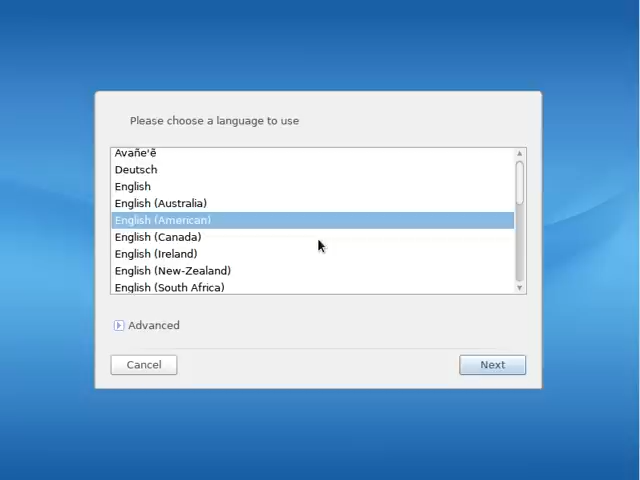 Please choose a language to use
Avañe'ẽ
Deutsch
English
English (Australia)
English (American)
English (Canada)
English (Ireland)
English (New-Zealand)
English (South Africa)
Advanced
Cancel
Next